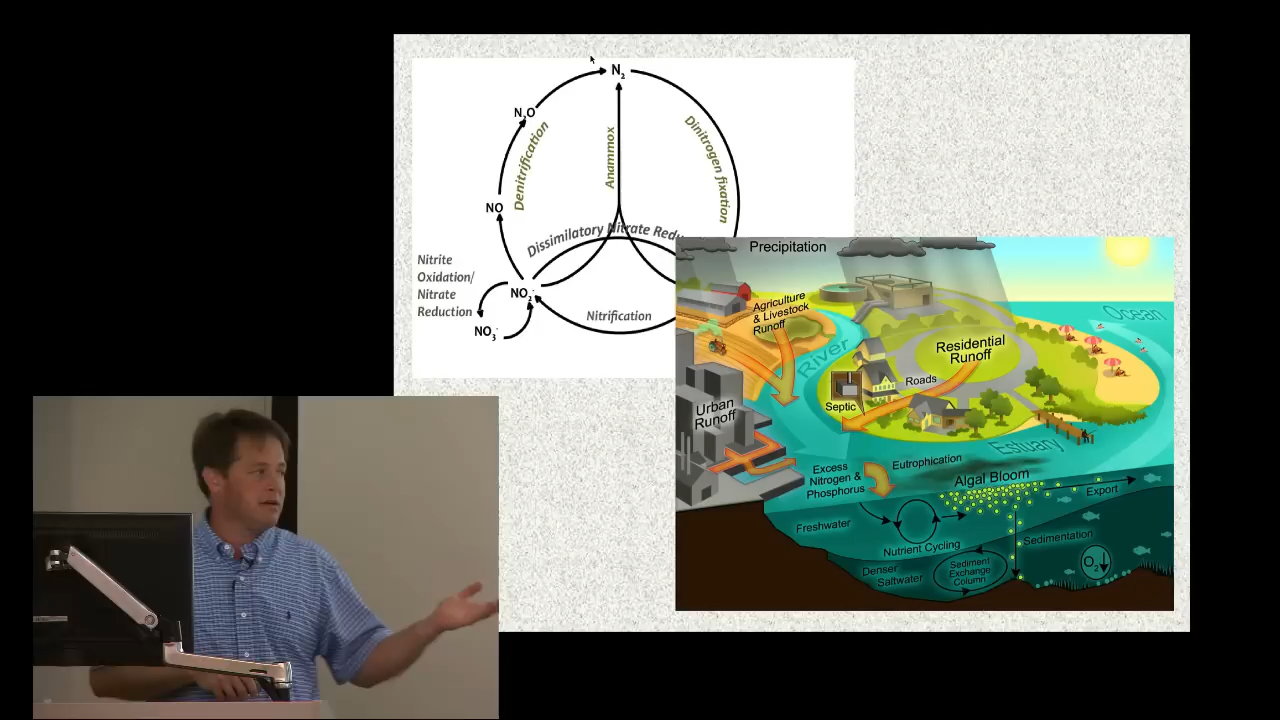 N2
N2O
Denitrification
Anammox
Dinitrogen fixation
NO
Dissimilatory Nitrate
Nitrite
Oxidation/
Nitrate
Reduction
NO2-
Nitrification
NO3-
Precipitation
Agriculture
& Livestock
Runoff
Ocean
River
Residential
Runoff
Roads
Septic
Urban
Runoff
Estuary
Excess
Nitrogen &
Phosphorus
Eutrophication
Algal Bloom
Export
Freshwater
Nutrient Cycling
Sedimentation
Denser
Saltwater
Sediment
Exchange
Column
O2